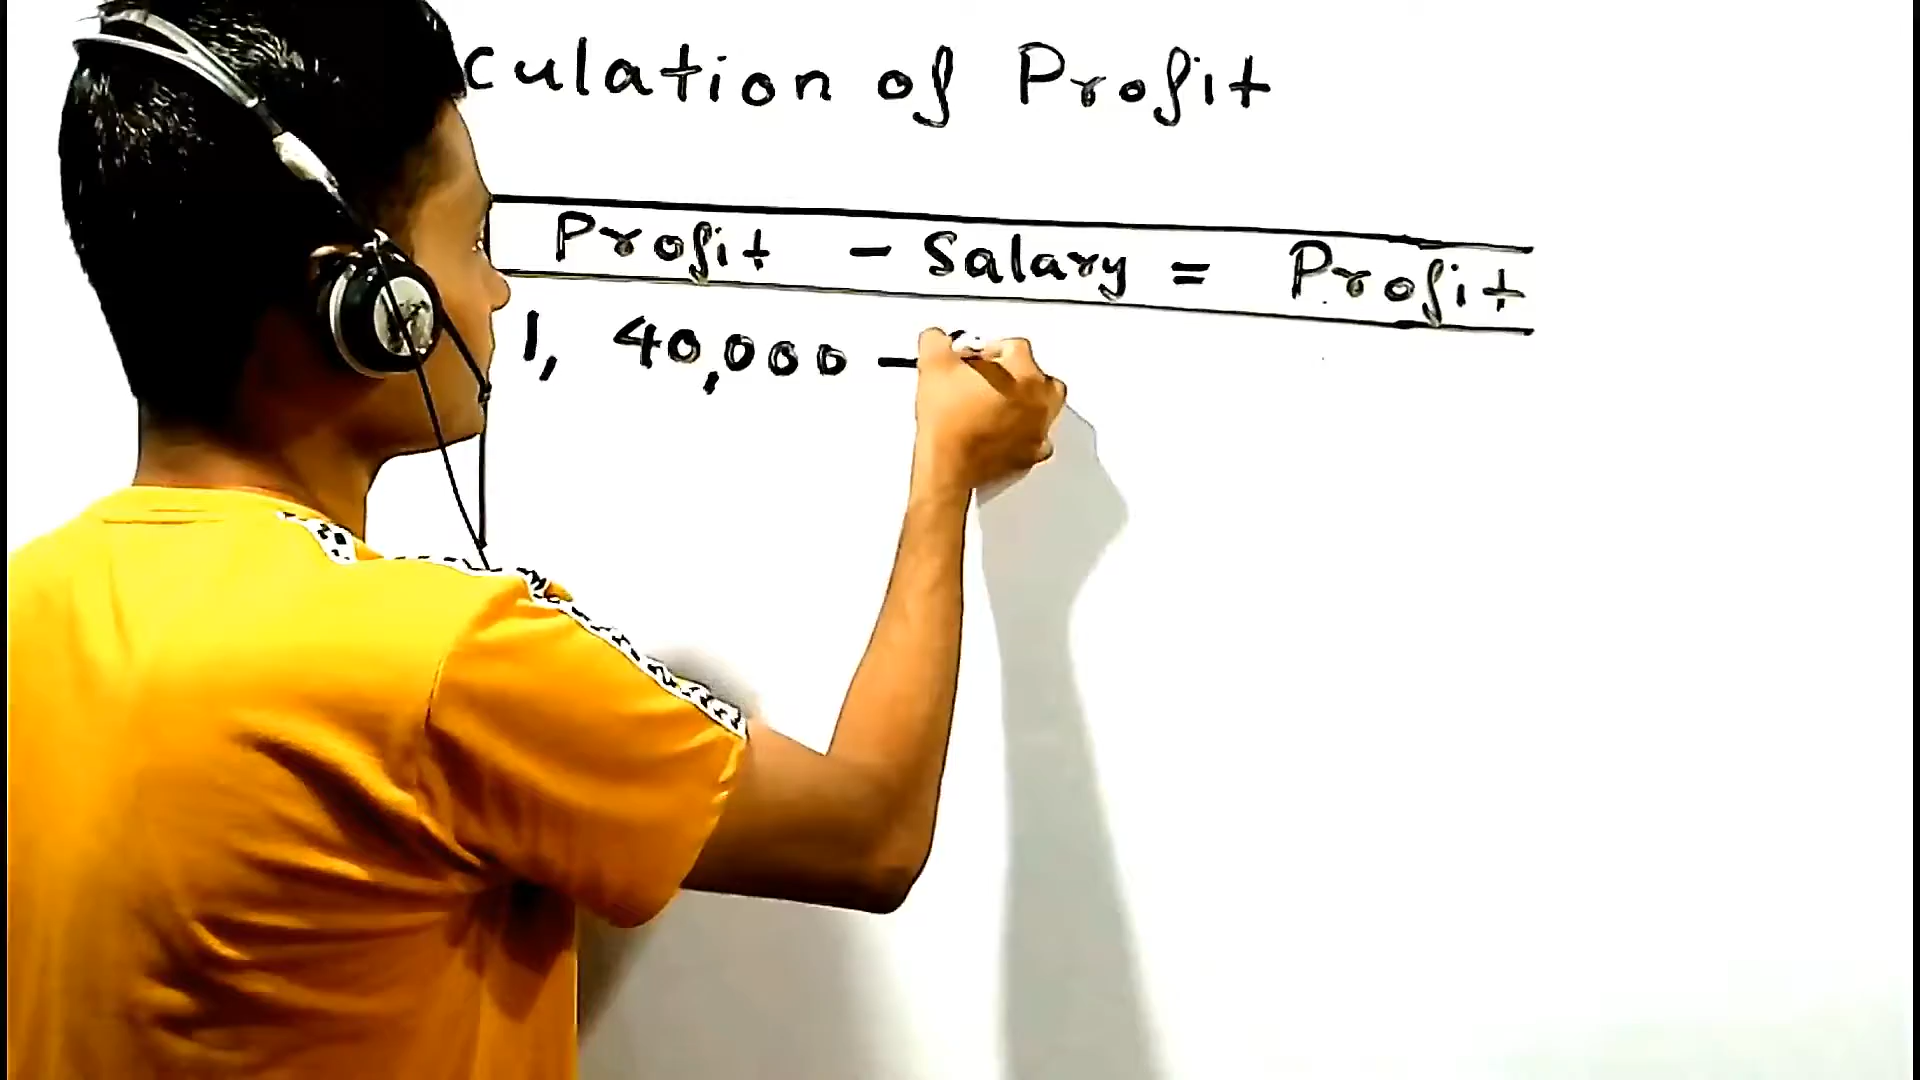 culation of Profit
Profit - Salary = Profit
1, 40,000 -